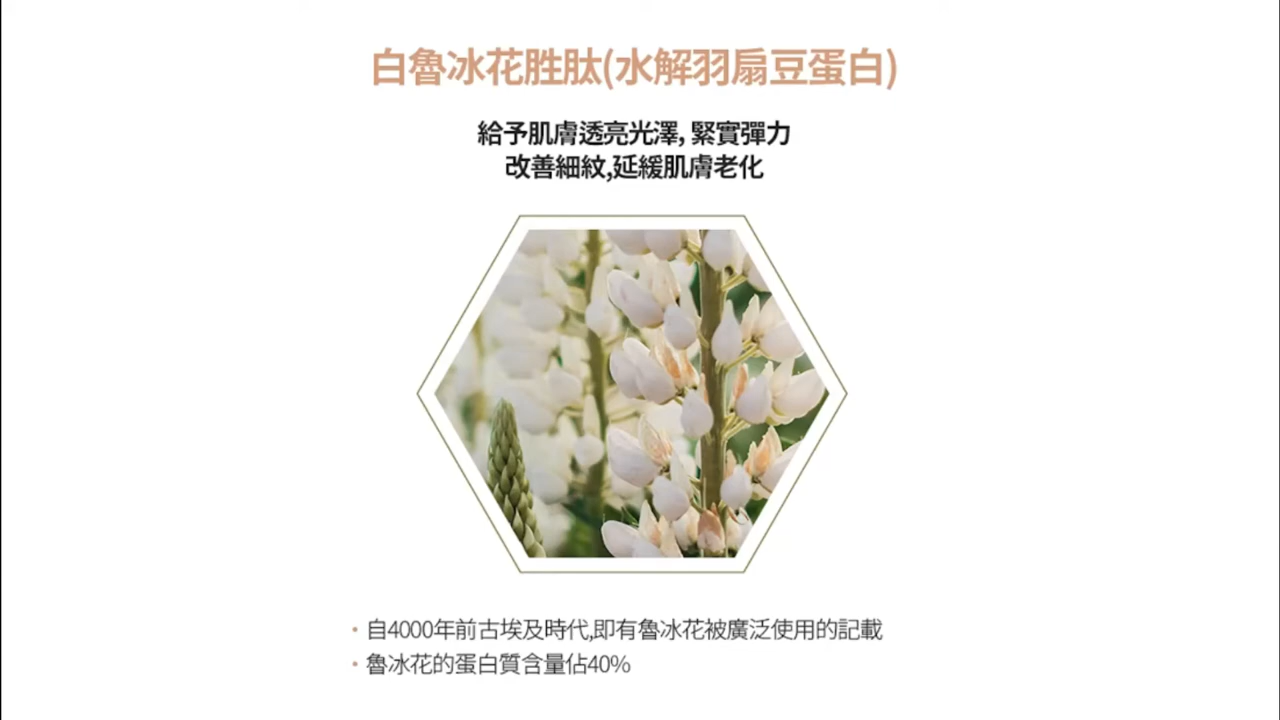 白魯冰花胜肽(水解羽扇豆蛋白)
給予肌膚透亮光澤, 緊實彈力
改善細紋,延緩肌膚老化
• 自4000年前古埃及時代,即有魯冰花被廣泛使用的記載
• 魯冰花的蛋白質含量佔40%